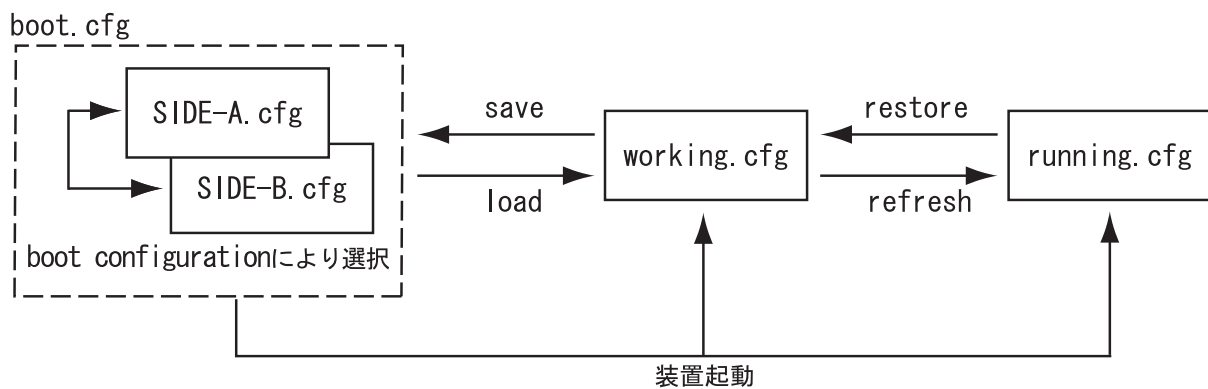 boot.cfg
SIDE-A.cfg
SIDE-B.cfg
boot configurationにより選択
save
load
working.cfg
restore
refresh
running.cfg
装置起動